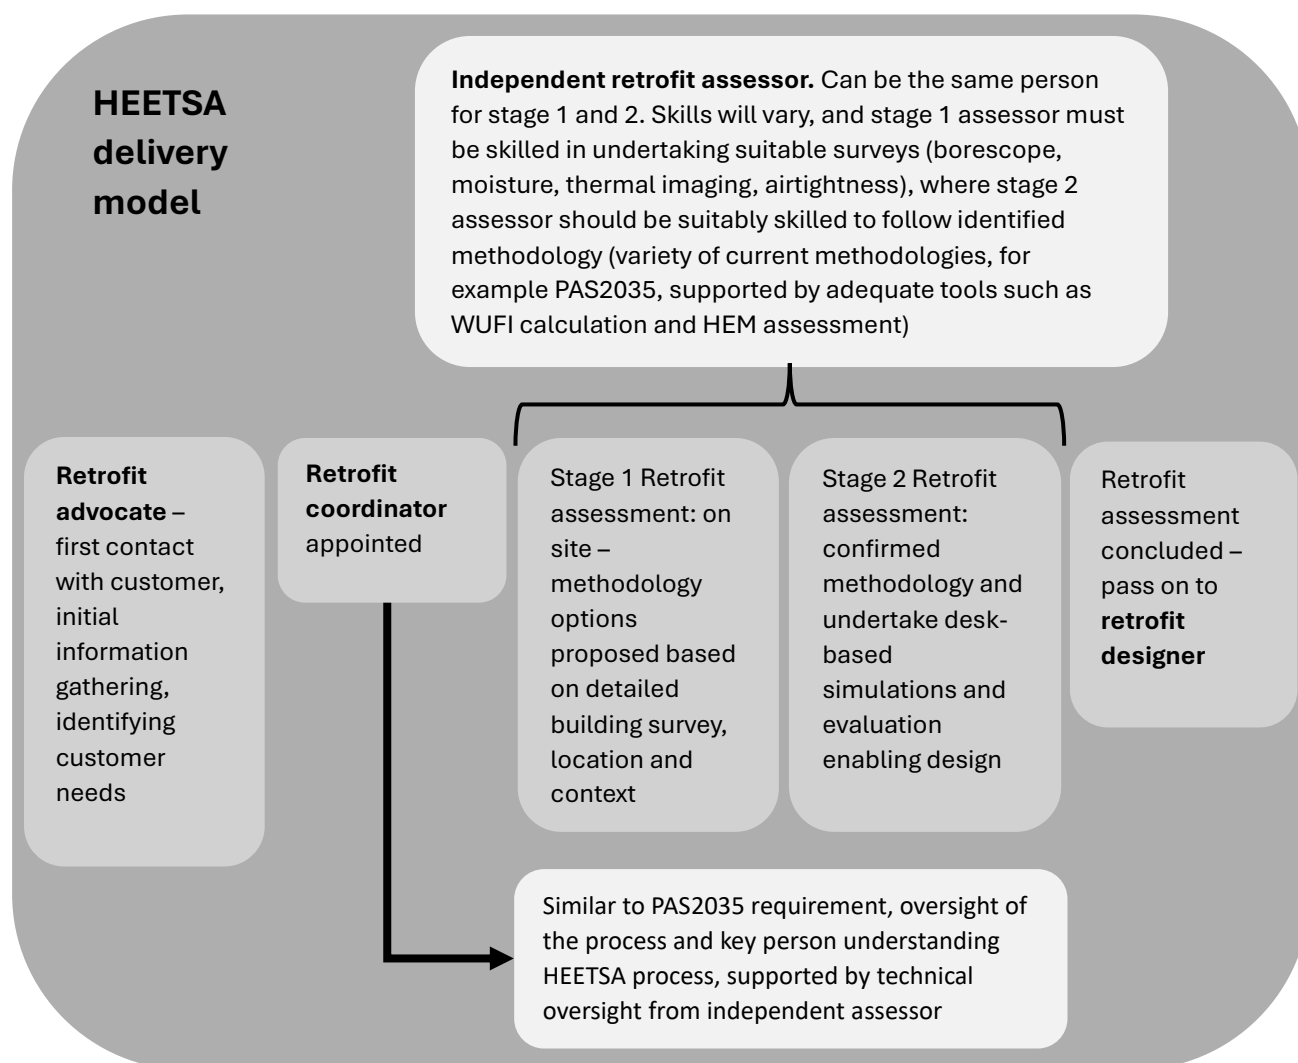 HEETSA
delivery
model
Independent retrofit assessor. Can be the same person
for stage 1 and 2. Skills will vary, and stage 1 assessor must
be skilled in undertaking suitable surveys (borescope,
moisture, thermal imaging, airtightness), where stage 2
assessor should be suitably skilled to follow identified
methodology (variety of current methodologies, for
example PAS2035, supported by adequate tools such as
WUFI calculation and HEM assessment)
Retrofit
advocate –
first contact
with customer,
initial
information
gathering,
identifying
customer
needs
Retrofit
coordinator
appointed
Stage 1 Retrofit
assessment: on
site –
methodology
options
proposed based
on detailed
building survey,
location and
context
Stage 2 Retrofit
assessment:
confirmed
methodology and
undertake desk-
based
simulations and
evaluation
enabling design
Retrofit
assessment
concluded –
pass on to
retrofit
designer
Similar to PAS2035 requirement, oversight of
the process and key person understanding
HEETSA process, supported by technical
oversight from independent assessor